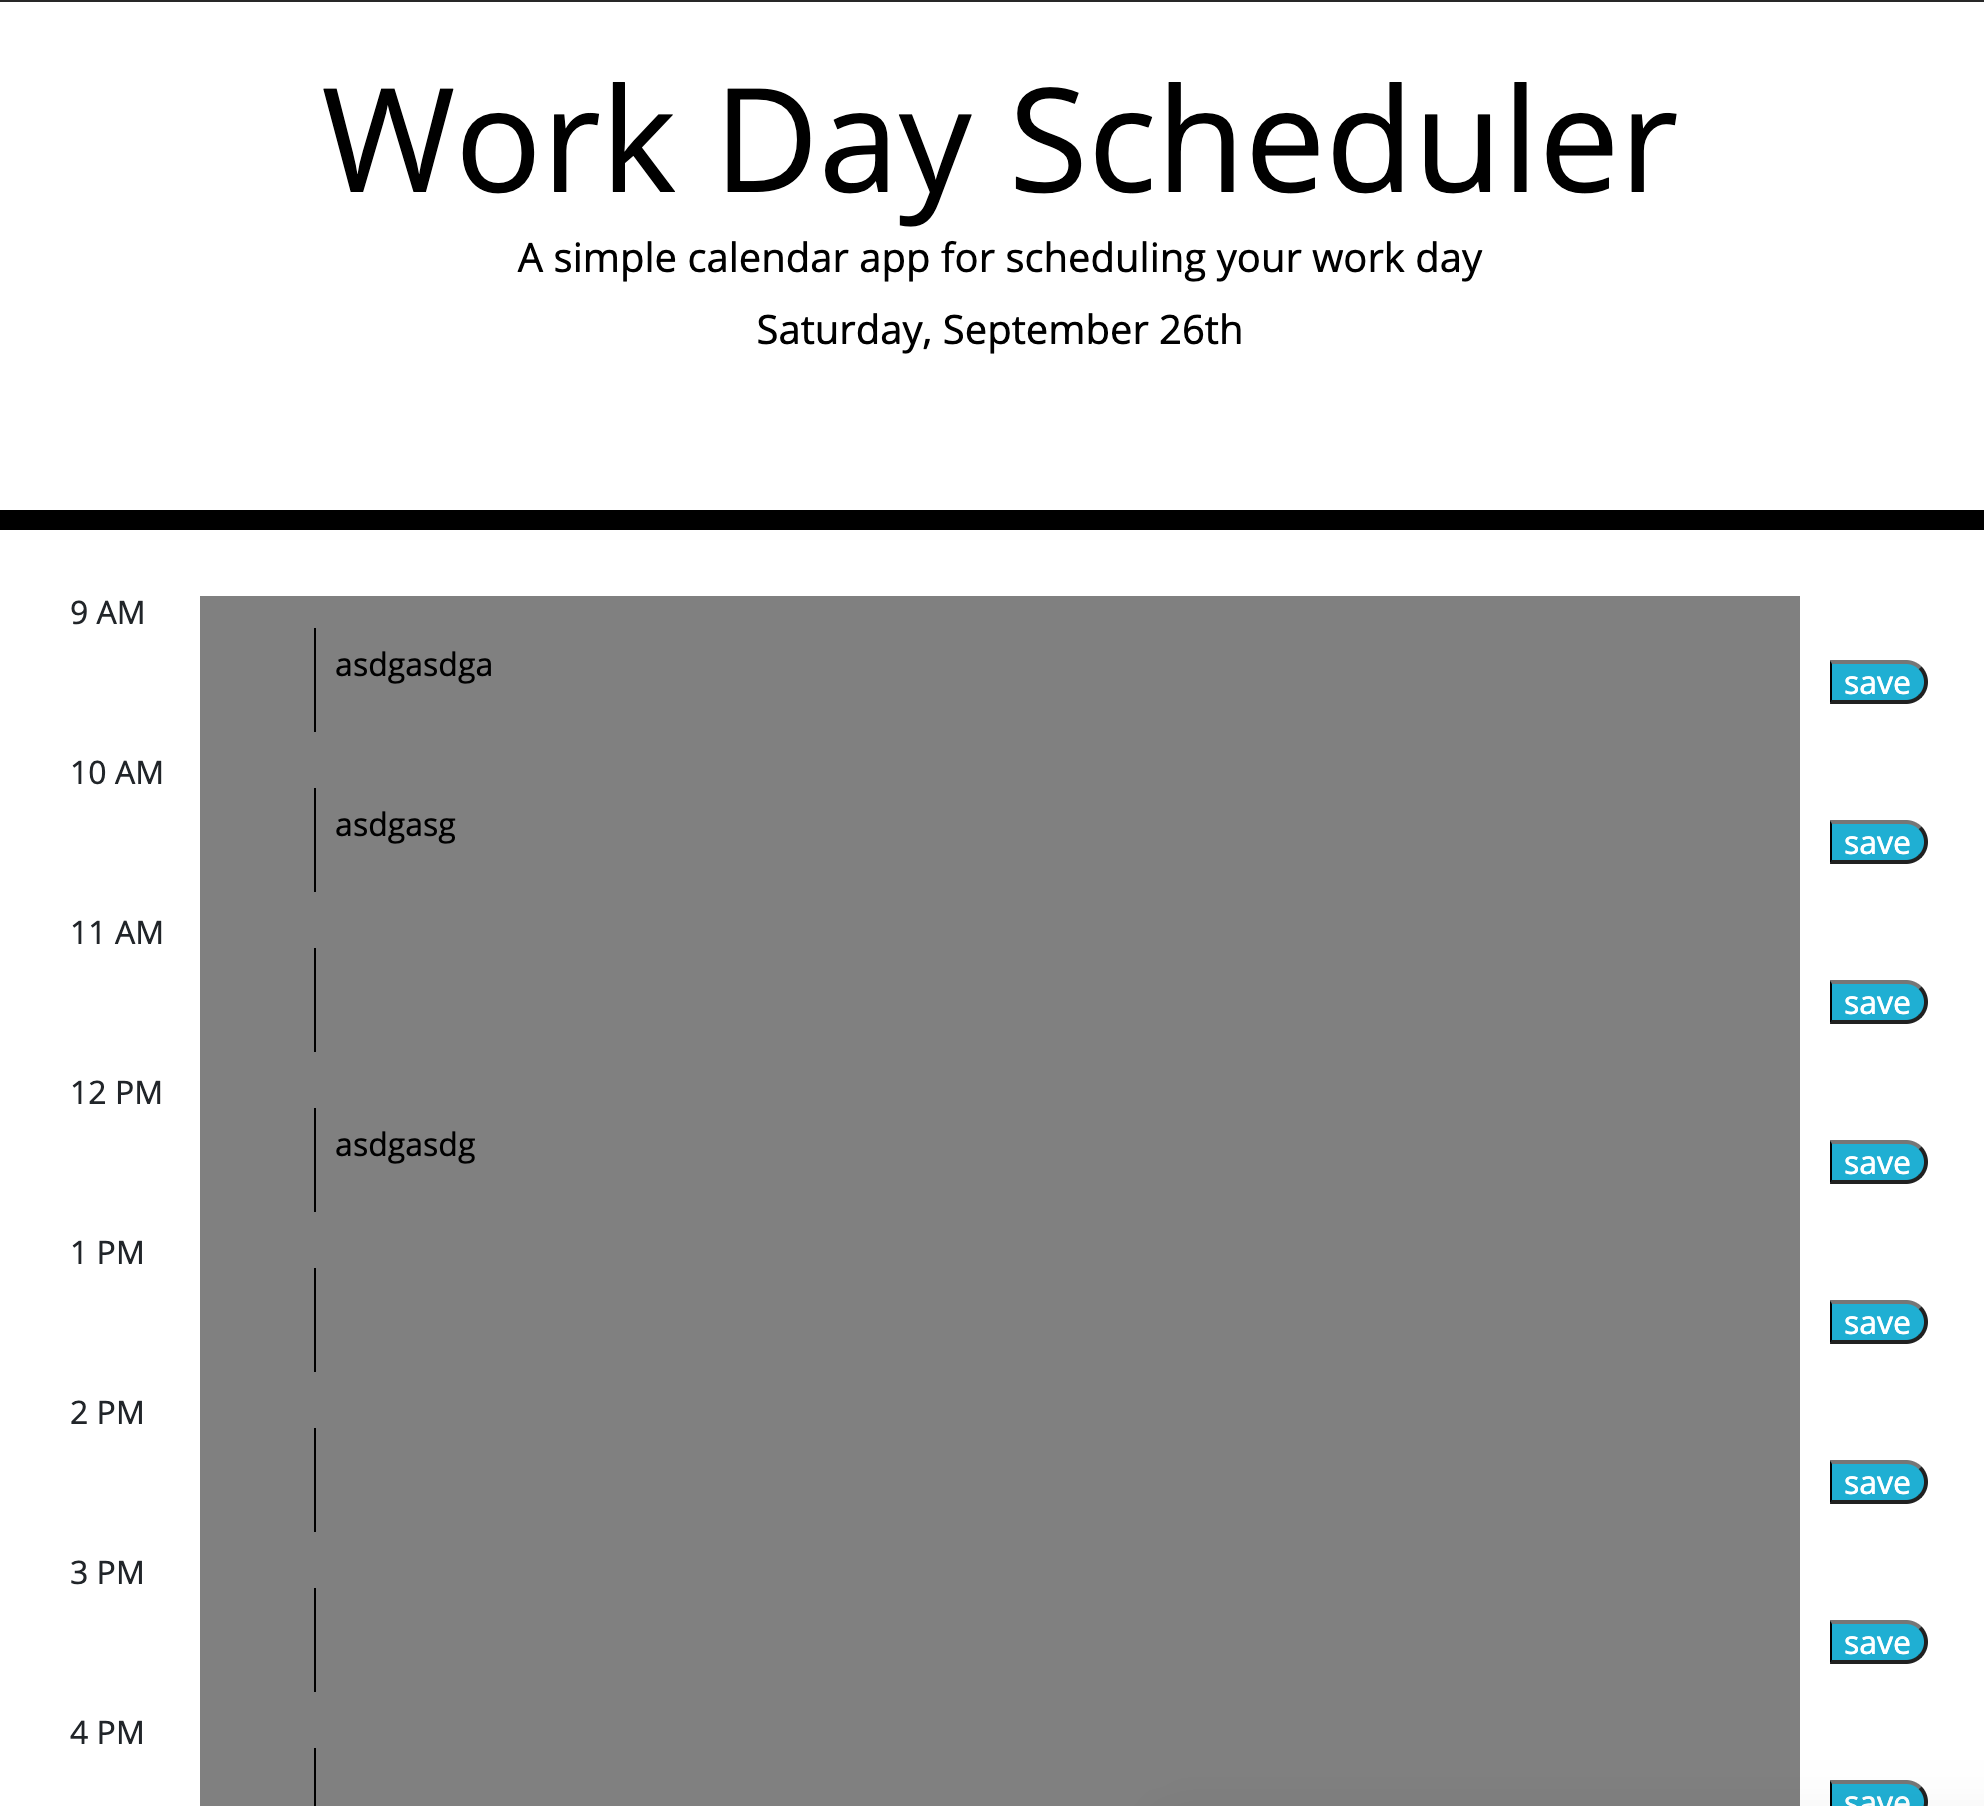 Work Day Scheduler
A simple calendar app for scheduling your work day
Saturday, September 26th
9 AM
asdgasdga
save
10 AM
asdgasg
save
11 AM
save
12 PM
asdgasdg
save
1 PM
save
2 PM
save
3 PM
save
4 PM
save